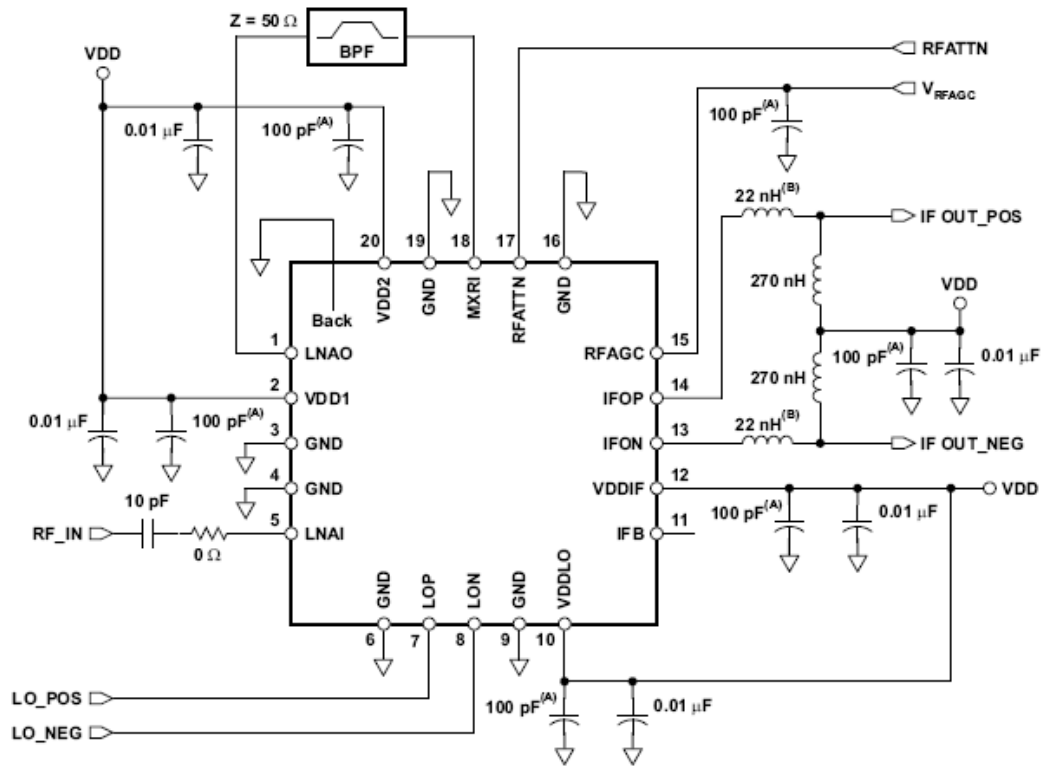 Z = 50 Ω
BPF
VDD
RFATTN
V_RFAGC
0.01 μF
100 pF(A)
100 pF(A)
22 nH(B)
IF OUT_POS
20
19
18
17
16
VDD2
GND
MXRI
RFATTN
GND
270 nH
VDD
Back
1
LNAO
RFAGC
15
100 pF(A)
0.01 μF
2
VDD1
IFOP
14
270 nH
0.01 μF
100 pF(A)
3
GND
IFON
13
22 nH(B)
IF OUT_NEG
4
GND
VDDIF
12
VDD
10 pF
RF_IN
0 Ω
5
LNAI
IFB
11
100 pF(A)
0.01 μF
GND
LOP
LON
GND
VDDLO
6
7
8
9
10
LO_POS
LO_NEG
100 pF(A)
0.01 μF